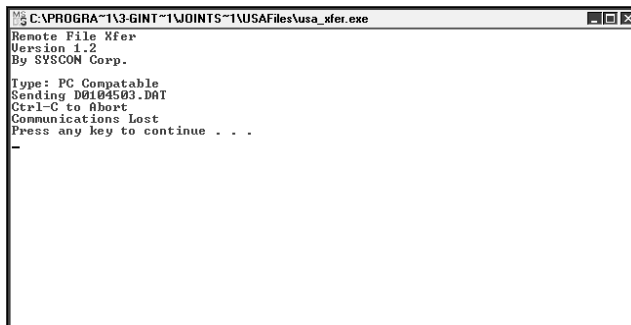 MS C:\PROGRA~1\3-GINT~1\JOINTS~1\USAFiles\usa_xfer.exe
Remote File Xfer
Version 1.2
By SYSCON Corp.
Type: PC Compatable
Sending D0104503.DAT
Ctrl-C to Abort
Communications Lost
Press any key to continue . . .